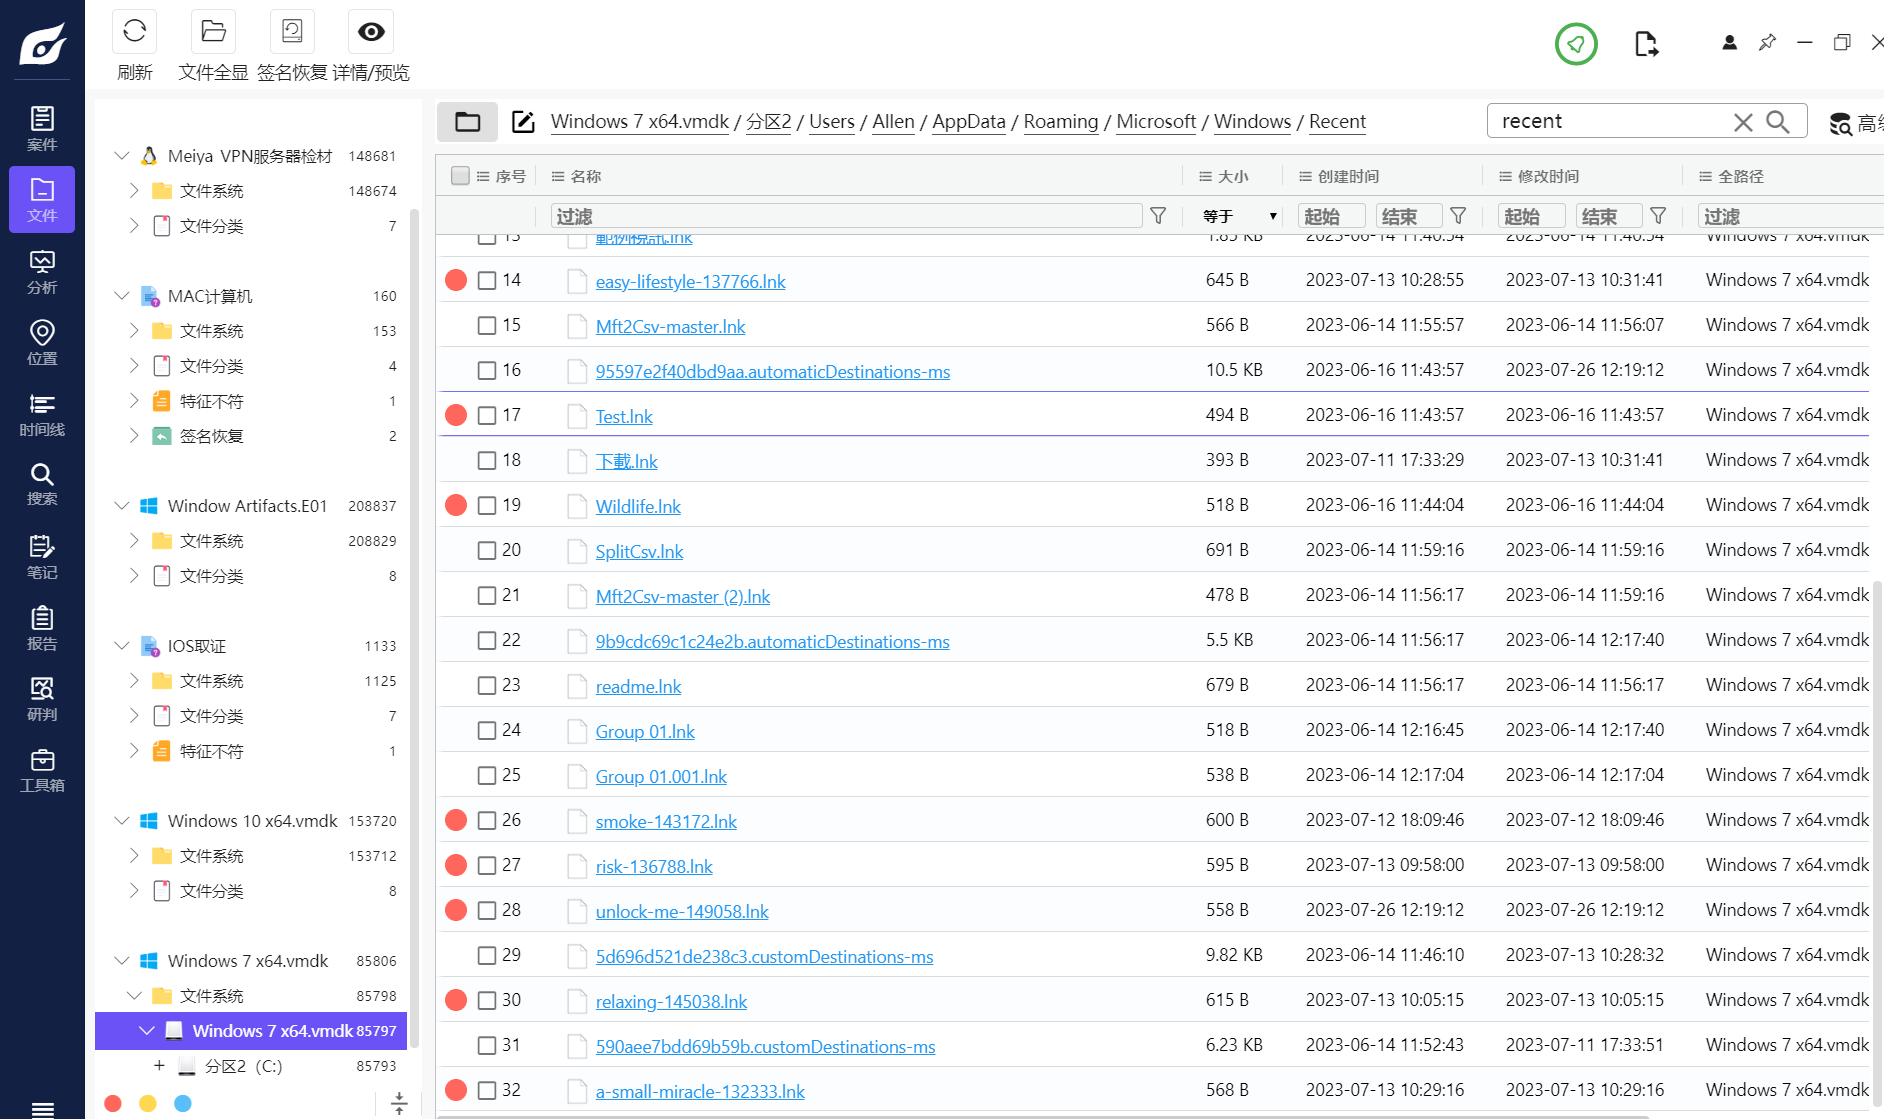 刷新 文件全显 签名恢复 详情/预览
案件
文件
分析
位置
时间线
搜索
笔记
报告
研判
工具箱
Meiya VPN服务器检材 148681
文件系统 148674
文件分类 7
MAC计算机 160
文件系统 153
文件分类 4
特征不符 1
签名恢复 2
Window Artifacts.E01 208837
文件系统 208829
文件分类 8
IOS取证 1133
文件系统 1125
文件分类 7
特征不符 1
Windows 10 x64.vmdk 153720
文件系统 153712
文件分类 8
Windows 7 x64.vmdk 85806
文件系统 85798
Windows 7 x64.vmdk 85797
分区2 (C:) 85793
Windows 7 x64.vmdk / 分区2 / Users / Allen / AppData / Roaming / Microsoft / Windows / Recent
recent
高级
序号 名称 大小 创建时间 修改时间 全路径
过滤 等于 起始 结束 起始 结束 过滤
13 範例視訊.lnk 1.85 KB 2023-06-14 11:40:54 2023-06-14 11:40:54 Windows 7 x64.vmdk
14 easy-lifestyle-137766.lnk 645 B 2023-07-13 10:28:55 2023-07-13 10:31:41 Windows 7 x64.vmdk
15 Mft2Csv-master.lnk 566 B 2023-06-14 11:55:57 2023-06-14 11:56:07 Windows 7 x64.vmdk
16 95597e2f40dbd9aa.automaticDestinations-ms 10.5 KB 2023-06-16 11:43:57 2023-07-26 12:19:12 Windows 7 x64.vmdk
17 Test.lnk 494 B 2023-06-16 11:43:57 2023-06-16 11:43:57 Windows 7 x64.vmdk
18 下載.lnk 393 B 2023-07-11 17:33:29 2023-07-13 10:31:41 Windows 7 x64.vmdk
19 Wildlife.lnk 518 B 2023-06-16 11:44:04 2023-06-16 11:44:04 Windows 7 x64.vmdk
20 SplitCsv.lnk 691 B 2023-06-14 11:59:16 2023-06-14 11:59:16 Windows 7 x64.vmdk
21 Mft2Csv-master (2).lnk 478 B 2023-06-14 11:56:17 2023-06-14 11:59:16 Windows 7 x64.vmdk
22 9b9cdc69c1c24e2b.automaticDestinations-ms 5.5 KB 2023-06-14 11:56:17 2023-06-14 12:17:40 Windows 7 x64.vmdk
23 readme.lnk 679 B 2023-06-14 11:56:17 2023-06-14 11:56:17 Windows 7 x64.vmdk
24 Group 01.lnk 518 B 2023-06-14 12:16:45 2023-06-14 12:17:40 Windows 7 x64.vmdk
25 Group 01.001.lnk 538 B 2023-06-14 12:17:04 2023-06-14 12:17:04 Windows 7 x64.vmdk
26 smoke-143172.lnk 600 B 2023-07-12 18:09:46 2023-07-12 18:09:46 Windows 7 x64.vmdk
27 risk-136788.lnk 595 B 2023-07-13 09:58:00 2023-07-13 09:58:00 Windows 7 x64.vmdk
28 unlock-me-149058.lnk 558 B 2023-07-26 12:19:12 2023-07-26 12:19:12 Windows 7 x64.vmdk
29 5d696d521de238c3.customDestinations-ms 9.82 KB 2023-06-14 11:46:10 2023-07-13 10:28:32 Windows 7 x64.vmdk
30 relaxing-145038.lnk 615 B 2023-07-13 10:05:15 2023-07-13 10:05:15 Windows 7 x64.vmdk
31 590aee7bdd69b59b.customDestinations-ms 6.23 KB 2023-06-14 11:52:43 2023-07-11 17:33:51 Windows 7 x64.vmdk
32 a-small-miracle-132333.lnk 568 B 2023-07-13 10:29:16 2023-07-13 10:29:16 Windows 7 x64.vmdk